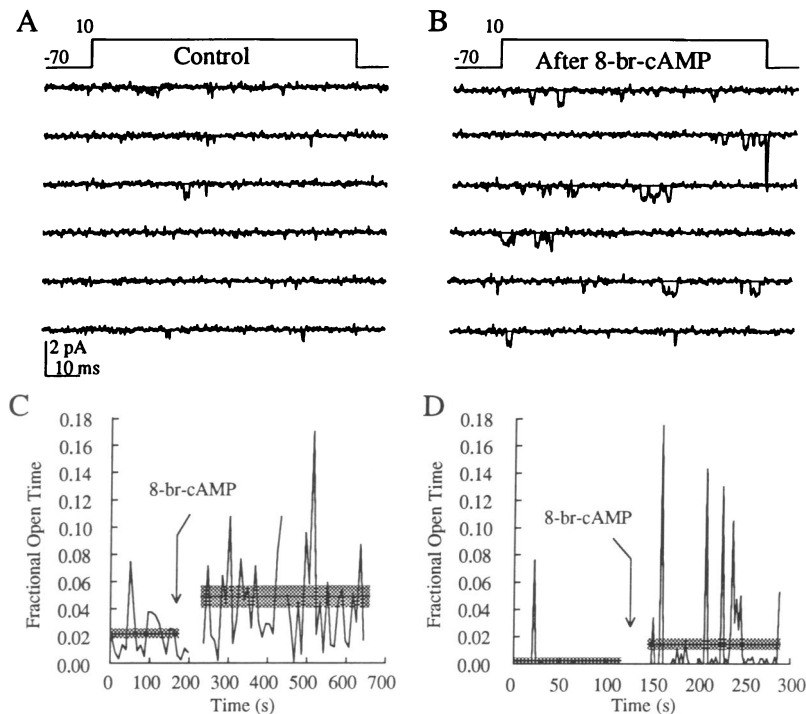 A
10
-70
Control
B
10
-70
After 8-br-cAMP
2 pA
10 ms
C
0.18
0.16
0.14
0.12
0.10
0.08
0.06
0.04
0.02
0.00
Fractional Open Time
8-br-cAMP
0 100 200 300 400 500 600 700
Time (s)
D
0.18
0.16
0.14
0.12
0.10
0.08
0.06
0.04
0.02
0.00
Fractional Open Time
8-br-cAMP
0 50 100 150 200 250 300
Time (s)